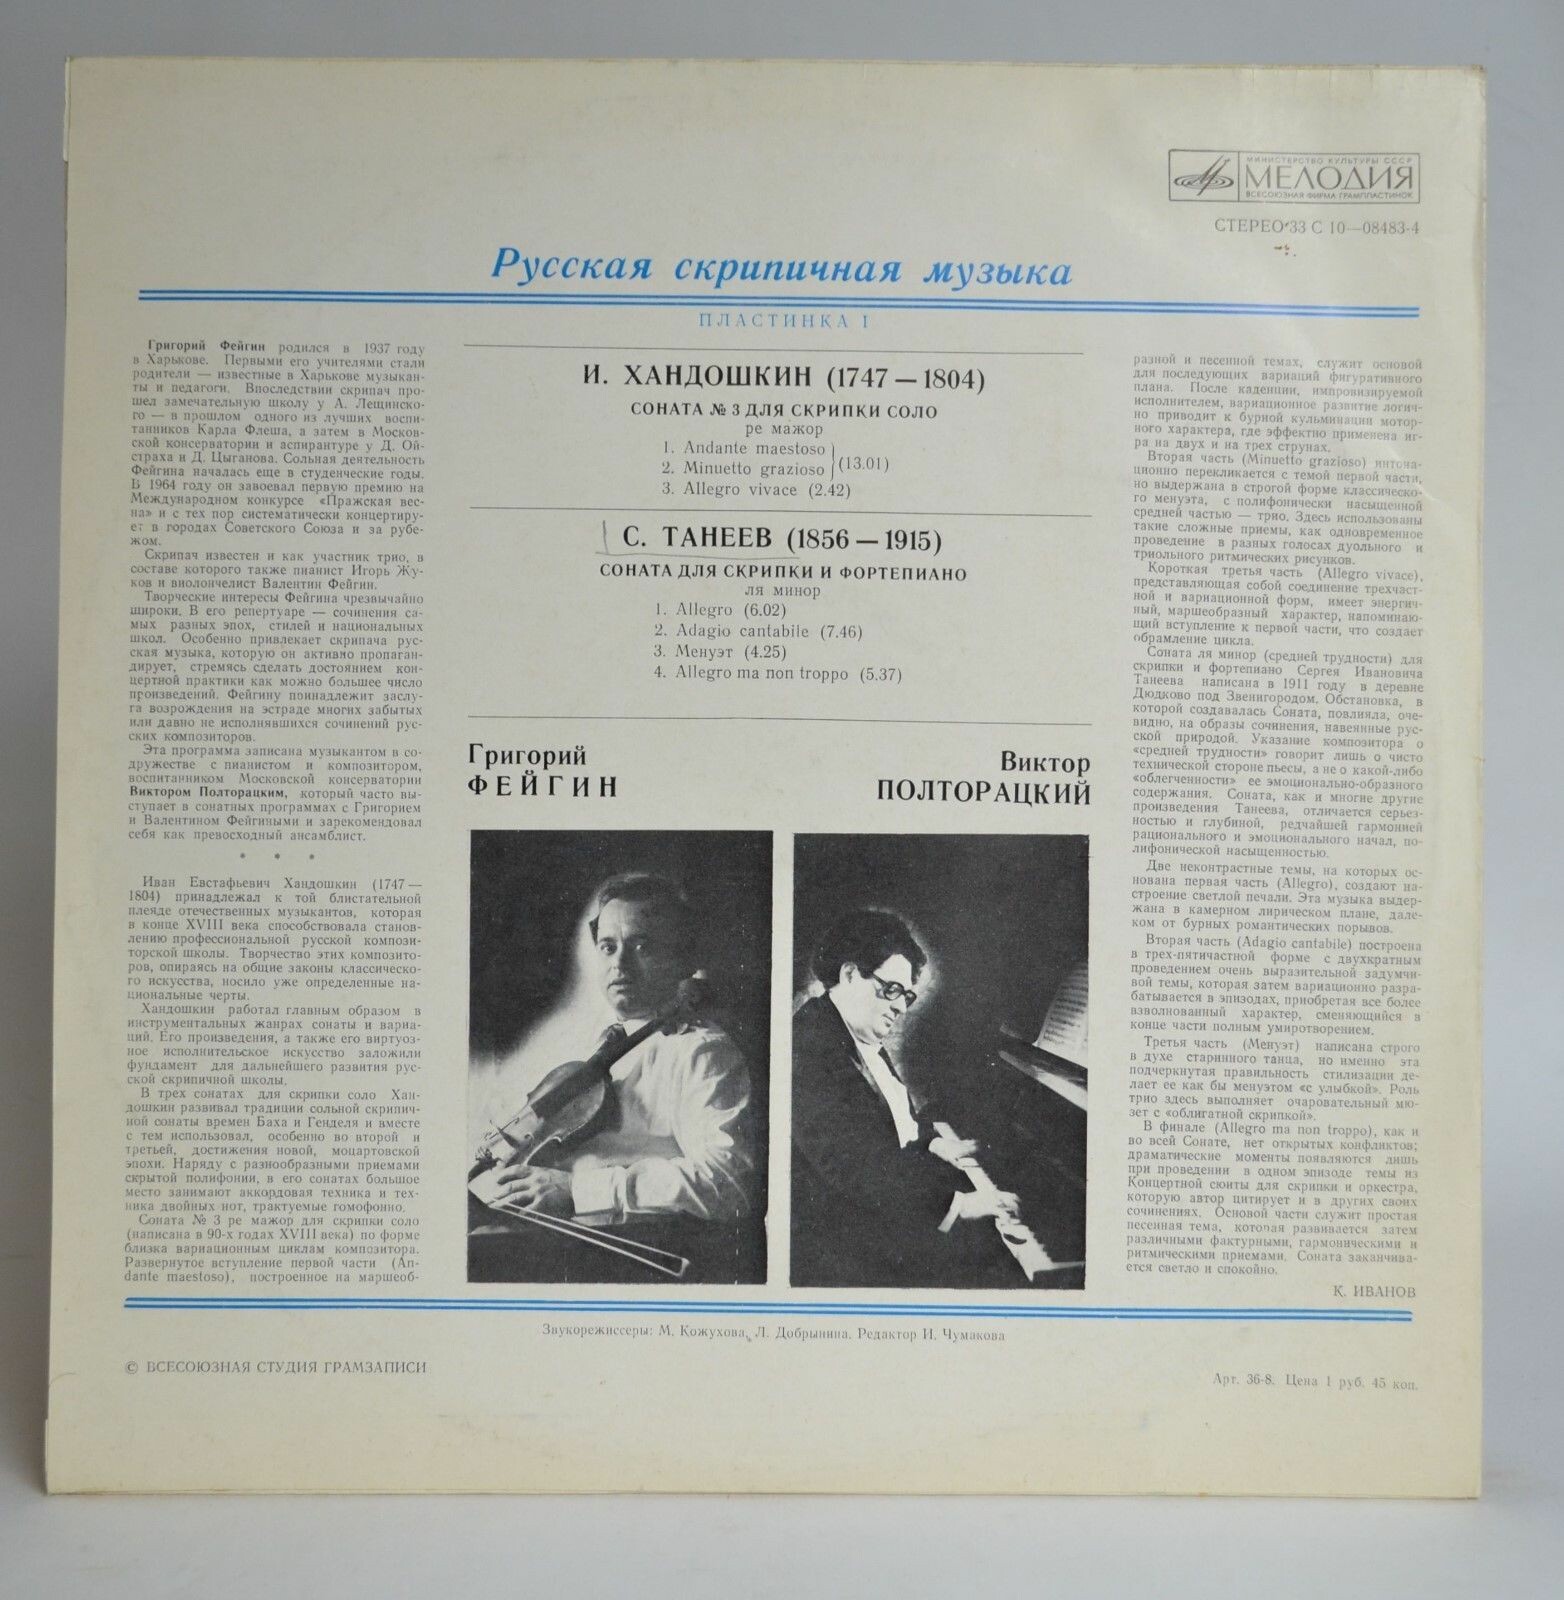 МИНИСТЕРСТВО КУЛЬТУРЫ СССР
МЕЛОДИЯ
ВСЕСОЮЗНАЯ ФИРМА ГРАМПЛАСТИНОК
СТЕРЕО 33 С 10—08483-4
Русская скрипичная музыка
ПЛАСТИНКА I
Григорий Фейгин родился в 1937 году
в Харькове. Первыми его учителями стали
родители — известные в Харькове музыкан-
ты и педагоги. Впоследствии скрипач про-
шел замечательную школу у А. Лещинско-
го — в прошлом одного из лучших воспи-
танников Карла Флеша, а затем в Москов-
ской консерватории и аспирантуре у Д. Ой-
страха и Д. Цыганова. Сольная деятельность
Фейгина началась еще в студенческие годы.
В 1964 году он завоевал первую премию на
Международном конкурсе «Пражская вес-
на» и с тех пор систематически концертиру-
ет в городах Советского Союза и за рубе-
жом.
Скрипач известен и как участник трио, в
составе которого также пианист Игорь Жу-
ков и виолончелист Валентин Фейгин.
Творческие интересы Фейгина чрезвычайно
широки. В его репертуаре — сочинения са-
мых разных эпох, стилей и национальных
школ. Особенно привлекает скрипача рус-
ская музыка, которую он активно пропаган-
дирует, стремясь сделать достоянием кон-
цертной практики как можно большее число
произведений. Фейгину принадлежит заслу-
га возрождения на эстраде многих забытых
или давно не исполнявшихся сочинений рус-
ских композиторов.
Эта программа записана музыкантом в со-
дружестве с пианистом и композитором,
воспитанником Московской консерватории
Виктором Полторацким, который часто вы-
ступает в сонатных программах с Григорием
и Валентином Фейгиными и зарекомендовал
себя как превосходный ансамблист.
* * *
Иван Евстафьевич Хандошкин (1747—
1804) принадлежал к той блистательной
плеяде отечественных музыкантов, которая
в конце XVIII века способствовала станов-
лению профессиональной русской компози-
торской школы. Творчество этих композито-
ров, опираясь на общие законы классическо-
го искусства, носило уже определенные на-
циональные черты.
Хандошкин работал главным образом в
инструментальных жанрах сонаты и вариа-
ций. Его произведения, а также его виртуоз-
ное исполнительское искусство заложили
фундамент для дальнейшего развития рус-
ской скрипичной школы.
В трех сонатах для скрипки соло Хан-
дошкин развивал традиции сольной скрипич-
ной сонаты времен Баха и Генделя и вместе
с тем использовал, особенно во второй и
третьей, достижения новой, моцартовской
эпохи. Наряду с разнообразными приемами
скрытой полифонии, в его сонатах большое
место занимают аккордовая техника и тех-
ника двойных нот, трактуемые гомофонно.
Соната № 3 ре мажор для скрипки соло
(написана в 90-х годах XVIII века) по форме
близка вариационным циклам композитора.
Развернутое вступление первой части (An-
dante maestoso), построенное на маршеоб-
И. ХАНДОШКИН (1747—1804)
СОНАТА № 3 ДЛЯ СКРИПКИ СОЛО
ре мажор
1. Andante maestoso
2. Minuetto grazioso (13.01)
3. Allegro vivace (2.42)
С. ТАНЕЕВ (1856—1915)
СОНАТА ДЛЯ СКРИПКИ И ФОРТЕПИАНО
ля минор
1. Allegro (6.02)
2. Adagio cantabile (7.46)
3. Менуэт (4.25)
4. Allegro ma non troppo (5.37)
Григорий
ФЕЙГИН
Виктор
ПОЛТОРАЦКИЙ
разной и песенной темах, служит основой
для последующих вариаций фигуративного
плана. После каденции, импровизируемой
исполнителем, вариационное развитие логич-
но приводит к бурной кульминации мотор-
ного характера, где эффектно применена иг-
ра на двух и на трех струнах.
Вторая часть (Minuetto grazioso) интона-
ционно перекликается с темой первой части,
но выдержана в строгой форме классическо-
го менуэта, с полифонически насыщенной
средней частью — трио. Здесь использованы
такие сложные приемы, как одновременное
проведение в разных голосах дуольного и
триольного ритмических рисунков.
Короткая третья часть (Allegro vivace),
представляющая собой соединение трехчаст-
ной и вариационной форм, имеет энергич-
ный, маршеобразный характер, напоминаю-
щий вступление к первой части, что создает
обрамление цикла.
Соната ля минор (средней трудности) для
скрипки и фортепиано Сергея Ивановича
Танеева написана в 1911 году в деревне
Дюдково под Звенигородом. Обстановка, в
которой создавалась Соната, повлияла, оче-
видно, на образы сочинения, навеянные рус-
ской природой. Указание композитора о
«средней трудности» говорит лишь о чисто
технической стороне пьесы, а не о какой-либо
«облегченности» ее эмоционально-образного
содержания. Соната, как и многие другие
произведения Танеева, отличается серьез-
ностью и глубиной, редчайшей гармонией
рационального и эмоционального начал, по-
лифонической насыщенностью.
Две неконтрастные темы, на которых ос-
нована первая часть (Allegro), создают на-
строение светлой печали. Эта музыка выдер-
жана в камерном лирическом плане, дале-
ком от бурных романтических порывов.
Вторая часть (Adagio cantabile) построена
в трех-пятичастной форме с двухкратным
проведением очень выразительной задумчи-
вой темы, которая затем вариационно разра-
батывается в эпизодах, приобретая все более
взволнованный характер, сменяющийся в
конце части полным умиротворением.
Третья часть (Менуэт) написана строго
в духе старинного танца, но именно эта
подчеркнутая правильность стилизации де-
лает ее как бы менуэтом «с улыбкой». Роль
трио здесь выполняет очаровательный мю-
зет с «облигатной скрипкой».
В финале (Allegro ma non troppo), как и
во всей Сонате, нет открытых конфликтов;
драматические моменты появляются лишь
при проведении в одном эпизоде темы из
Концертной сюиты для скрипки и оркестра,
которую автор цитирует и в других своих
сочинениях. Основой части служит простая
песенная тема, которая развивается затем
различными фактурными, гармоническими и
ритмическими приемами. Соната заканчива-
ется светло и спокойно.
К. ИВАНОВ
Звукорежиссеры: М. Кожухова, Л. Добрынина. Редактор И. Чумакова
© ВСЕСОЮЗНАЯ СТУДИЯ ГРАМЗАПИСИ
Арт. 36-8. Цена 1 руб. 45 коп.